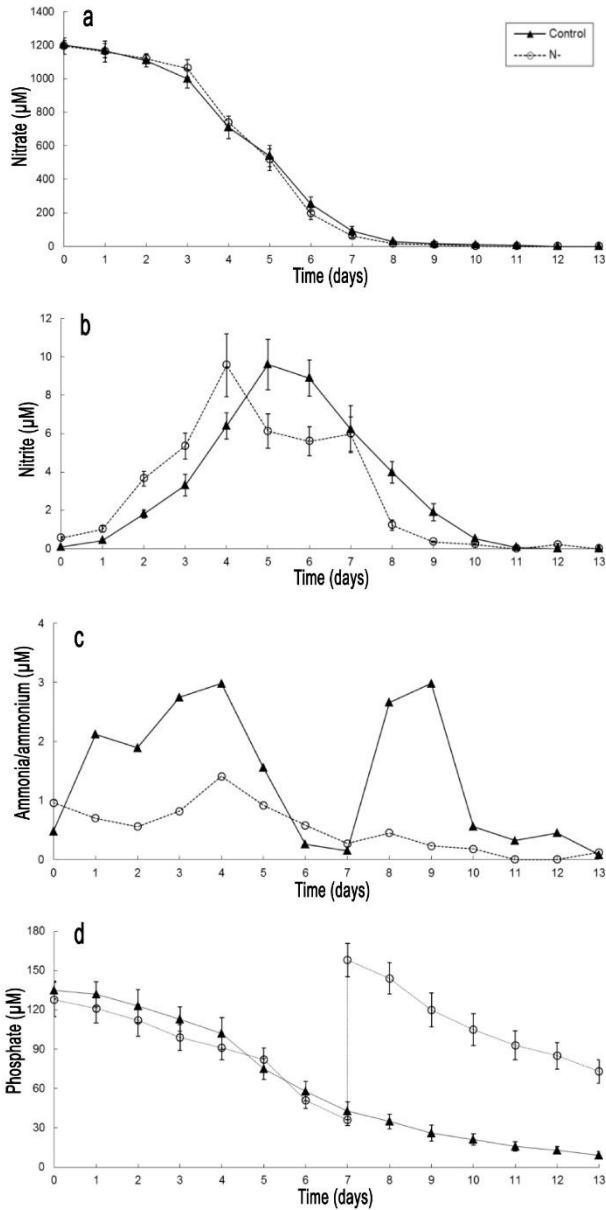 a
Control
N-
Nitrate (µM)
1400
1200
1000
800
600
400
200
0
0 1 2 3 4 5 6 7 8 9 10 11 12 13
Time (days)
b
Nitrite (µM)
12
10
8
6
4
2
0
0 1 2 3 4 5 6 7 8 9 10 11 12 13
Time (days)
c
Ammonia/ammonium (µM)
4
3
2
1
0
0 1 2 3 4 5 6 7 8 9 10 11 12 13
Time (days)
d
Phosphate (µM)
180
150
120
90
60
30
0
0 1 2 3 4 5 6 7 8 9 10 11 12 13
Time (days)